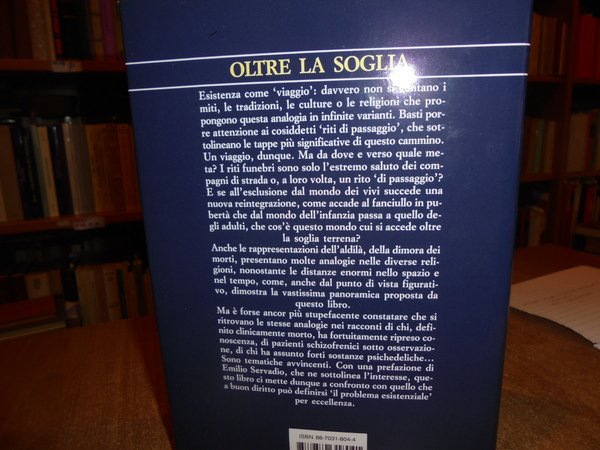 OLTRE LA SOGLIA
Esistenza come ‘viaggio’: davvero non si contano i
miti, le tradizioni, le culture o le religioni che pro-
pongono questa analogia in infinite varianti. Basti por-
re attenzione ai cosiddetti ‘riti di passaggio’, che sot-
tolineano le tappe più significative di questo cammino.
Un viaggio, dunque. Ma da dove e verso quale me-
ta? I riti funebri sono solo l’estremo saluto dei com-
pagni di strada o, a loro volta, un rito ‘di passaggio’?
E se all’esclusione dal mondo dei vivi succede una
nuova reintegrazione, come accade al fanciullo in pu-
bertà che dal mondo dell’infanzia passa a quello de-
gli adulti, che cos’è questo mondo cui si accede oltre
la soglia terrena?
Anche le rappresentazioni dell’aldilà, della dimora dei
morti, presentano molte analogie nelle diverse reli-
gioni, nonostante le distanze enormi nello spazio e
nel tempo, come, anche dal punto di vista figurati-
vo, dimostra la vastissima panoramica proposta da
questo libro.
Ma è forse ancor più stupefacente constatare che si
ritrovano le stesse analogie nei racconti di chi, defi-
nito clinicamente morto, ha fortuitamente ripreso co-
noscenza, di pazienti schizofrenici sotto osservazio-
ne, di chi ha assunto forti sostanze psichedeliche...
Sono tematiche avvincenti. Con una prefazione di
Emilio Servadio, che ne sottolinea l’interesse, que-
sto libro ci mette dunque a confronto con quello che
a buon diritto può definirsi ‘il problema esistenziale’
per eccellenza.
ISBN 88-7031-804-4